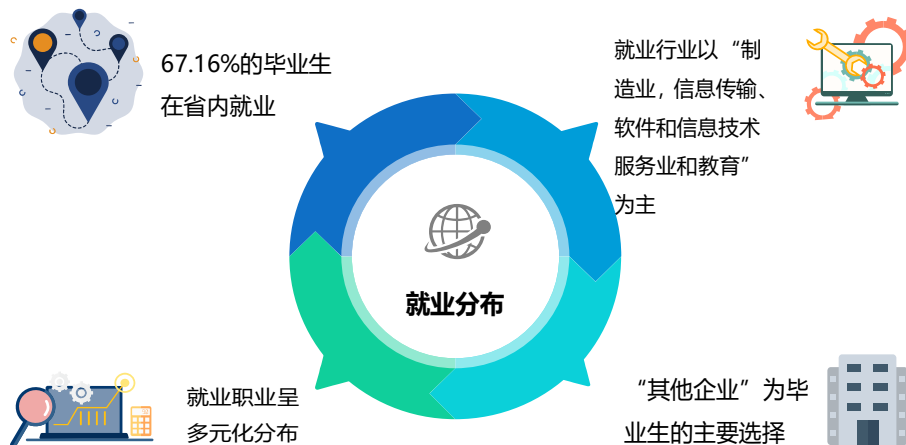 67.16%的毕业生
在省内就业
就业行业以“制
造业，信息传输、
软件和信息技术
服务业和教育”
为主
就业分布
就业职业呈
多元化分布
“其他企业”为毕
业生的主要选择